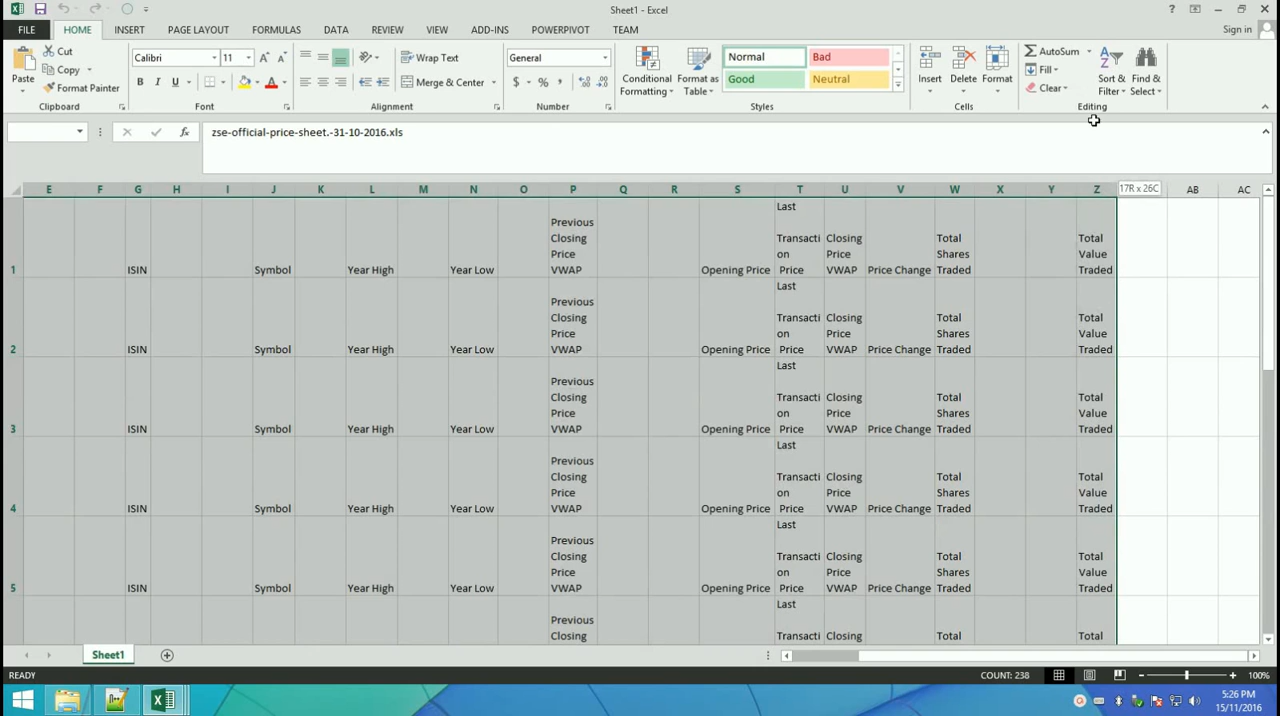 Sheet1 - Excel
?
FILE HOME INSERT PAGE LAYOUT FORMULAS DATA REVIEW VIEW ADD-INS POWERPIVOT TEAM Sign in
Cut
Copy
Format Painter
Paste
Clipboard
Calibri 11
B I U A
Font
Wrap Text
Merge & Center
Alignment
General
$ % ,
Number
Conditional
Formatting
Format as
Table
Normal Bad
Good Neutral
Styles
Insert Delete Format
Cells
AutoSum
Fill
Clear
Sort &
Filter
Find &
Select
Editing
fx zse-official-price-sheet.-31-10-2016.xls
E F G H I J K L M N O P Q R S T U V W X Y Z 17R x 26C AB AC
1 ISIN Symbol Year High Year Low
Previous
Closing
Price
VWAP
Opening Price
Last
Transacti
on
Price
Closing
Price
VWAP
Price Change
Total
Shares
Traded
Total
Value
Traded
2 ISIN Symbol Year High Year Low
Previous
Closing
Price
VWAP
Opening Price
Last
Transacti
on
Price
Closing
Price
VWAP
Price Change
Total
Shares
Traded
Total
Value
Traded
3 ISIN Symbol Year High Year Low
Previous
Closing
Price
VWAP
Opening Price
Last
Transacti
on
Price
Closing
Price
VWAP
Price Change
Total
Shares
Traded
Total
Value
Traded
4 ISIN Symbol Year High Year Low
Previous
Closing
Price
VWAP
Opening Price
Last
Transacti
on
Price
Closing
Price
VWAP
Price Change
Total
Shares
Traded
Total
Value
Traded
5 ISIN Symbol Year High Year Low
Previous
Closing
Price
VWAP
Opening Price
Last
Transacti
on
Price
Closing
Price
VWAP
Price Change
Total
Shares
Traded
Total
Value
Traded
Previous
Closing
Last
Transacti
Closing
Total
Total
Sheet1
READY COUNT: 238 100%
5:26 PM
15/11/2016